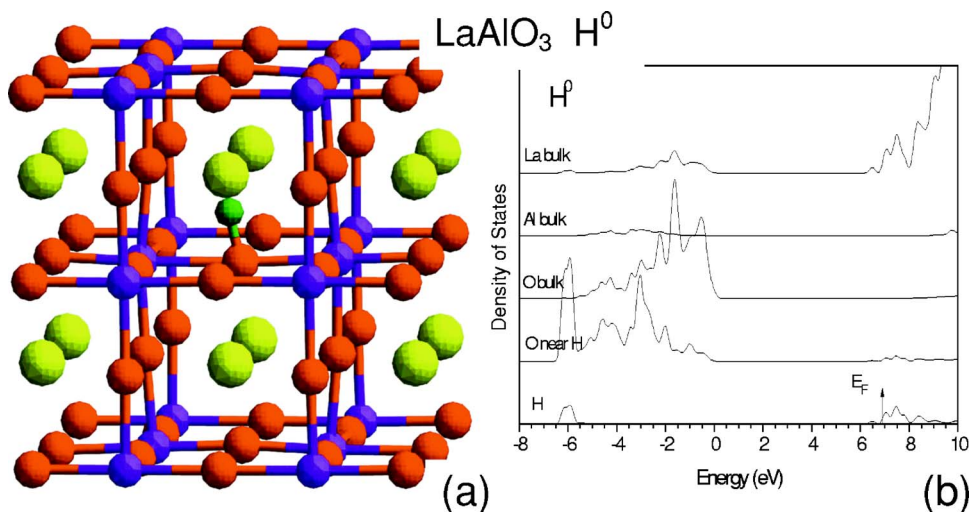 LaAlO₃ H⁰
H⁰
La bulk
Al bulk
O bulk
O near H
H
E_F
Density of States
-8 -6 -4 -2 0 2 4 6 8 10
Energy (eV)
(a)
(b)